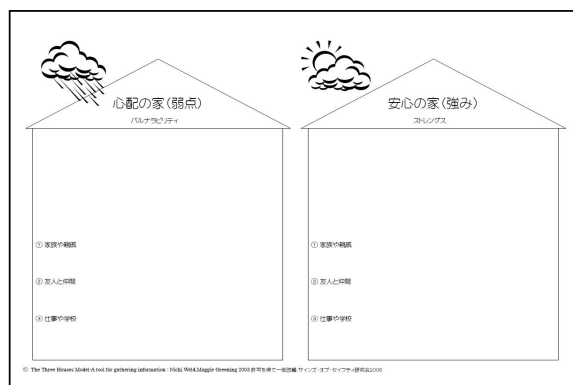 心配の家(弱点)
バルナラビリティ
① 家族や親戚
② 友人と仲間
③ 仕事や学校
安心の家(強み)
ストレングス
① 家族や親戚
② 友人と仲間
③ 仕事や学校
© The Three Houses Model-A tool for gathering information : Nicki Weld,Maggie Greening 2003,許可を得て一部改編,サインズ・オブ・セイフティ研究会2008